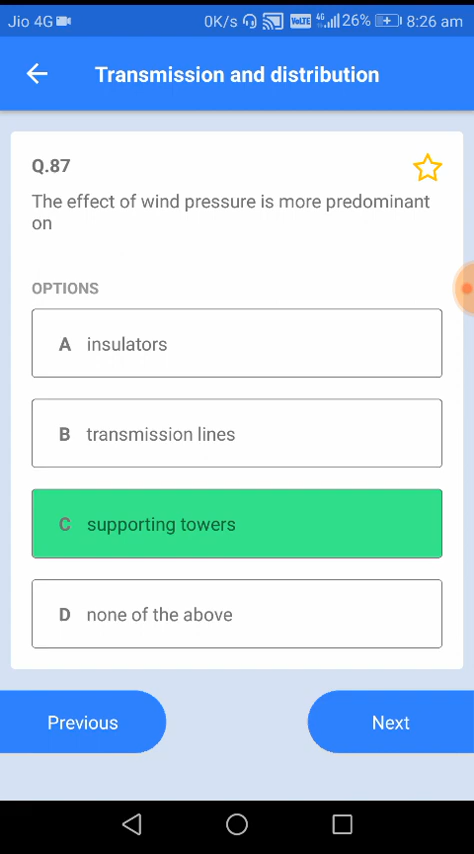 Jio 4G 0K/s VoLTE 4G 26% 8:26 am
Transmission and distribution
Q.87
The effect of wind pressure is more predominant
on
OPTIONS
A insulators
B transmission lines
C supporting towers
D none of the above
Previous Next